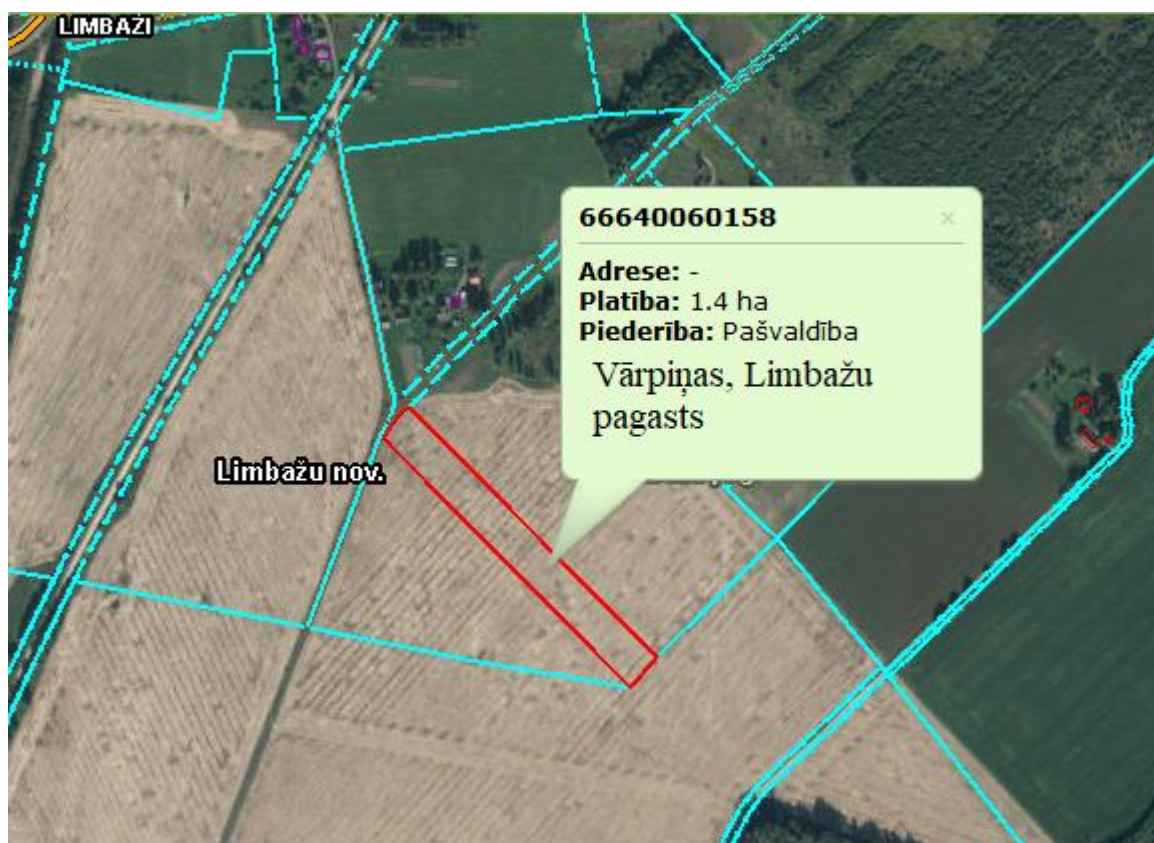 LIMBAŽI
66640060158
×
Adrese: -
Platība: 1.4 ha
Piederība: Pašvaldība
Vārpiņas, Limbažu
pagasts
Limbažu nov.